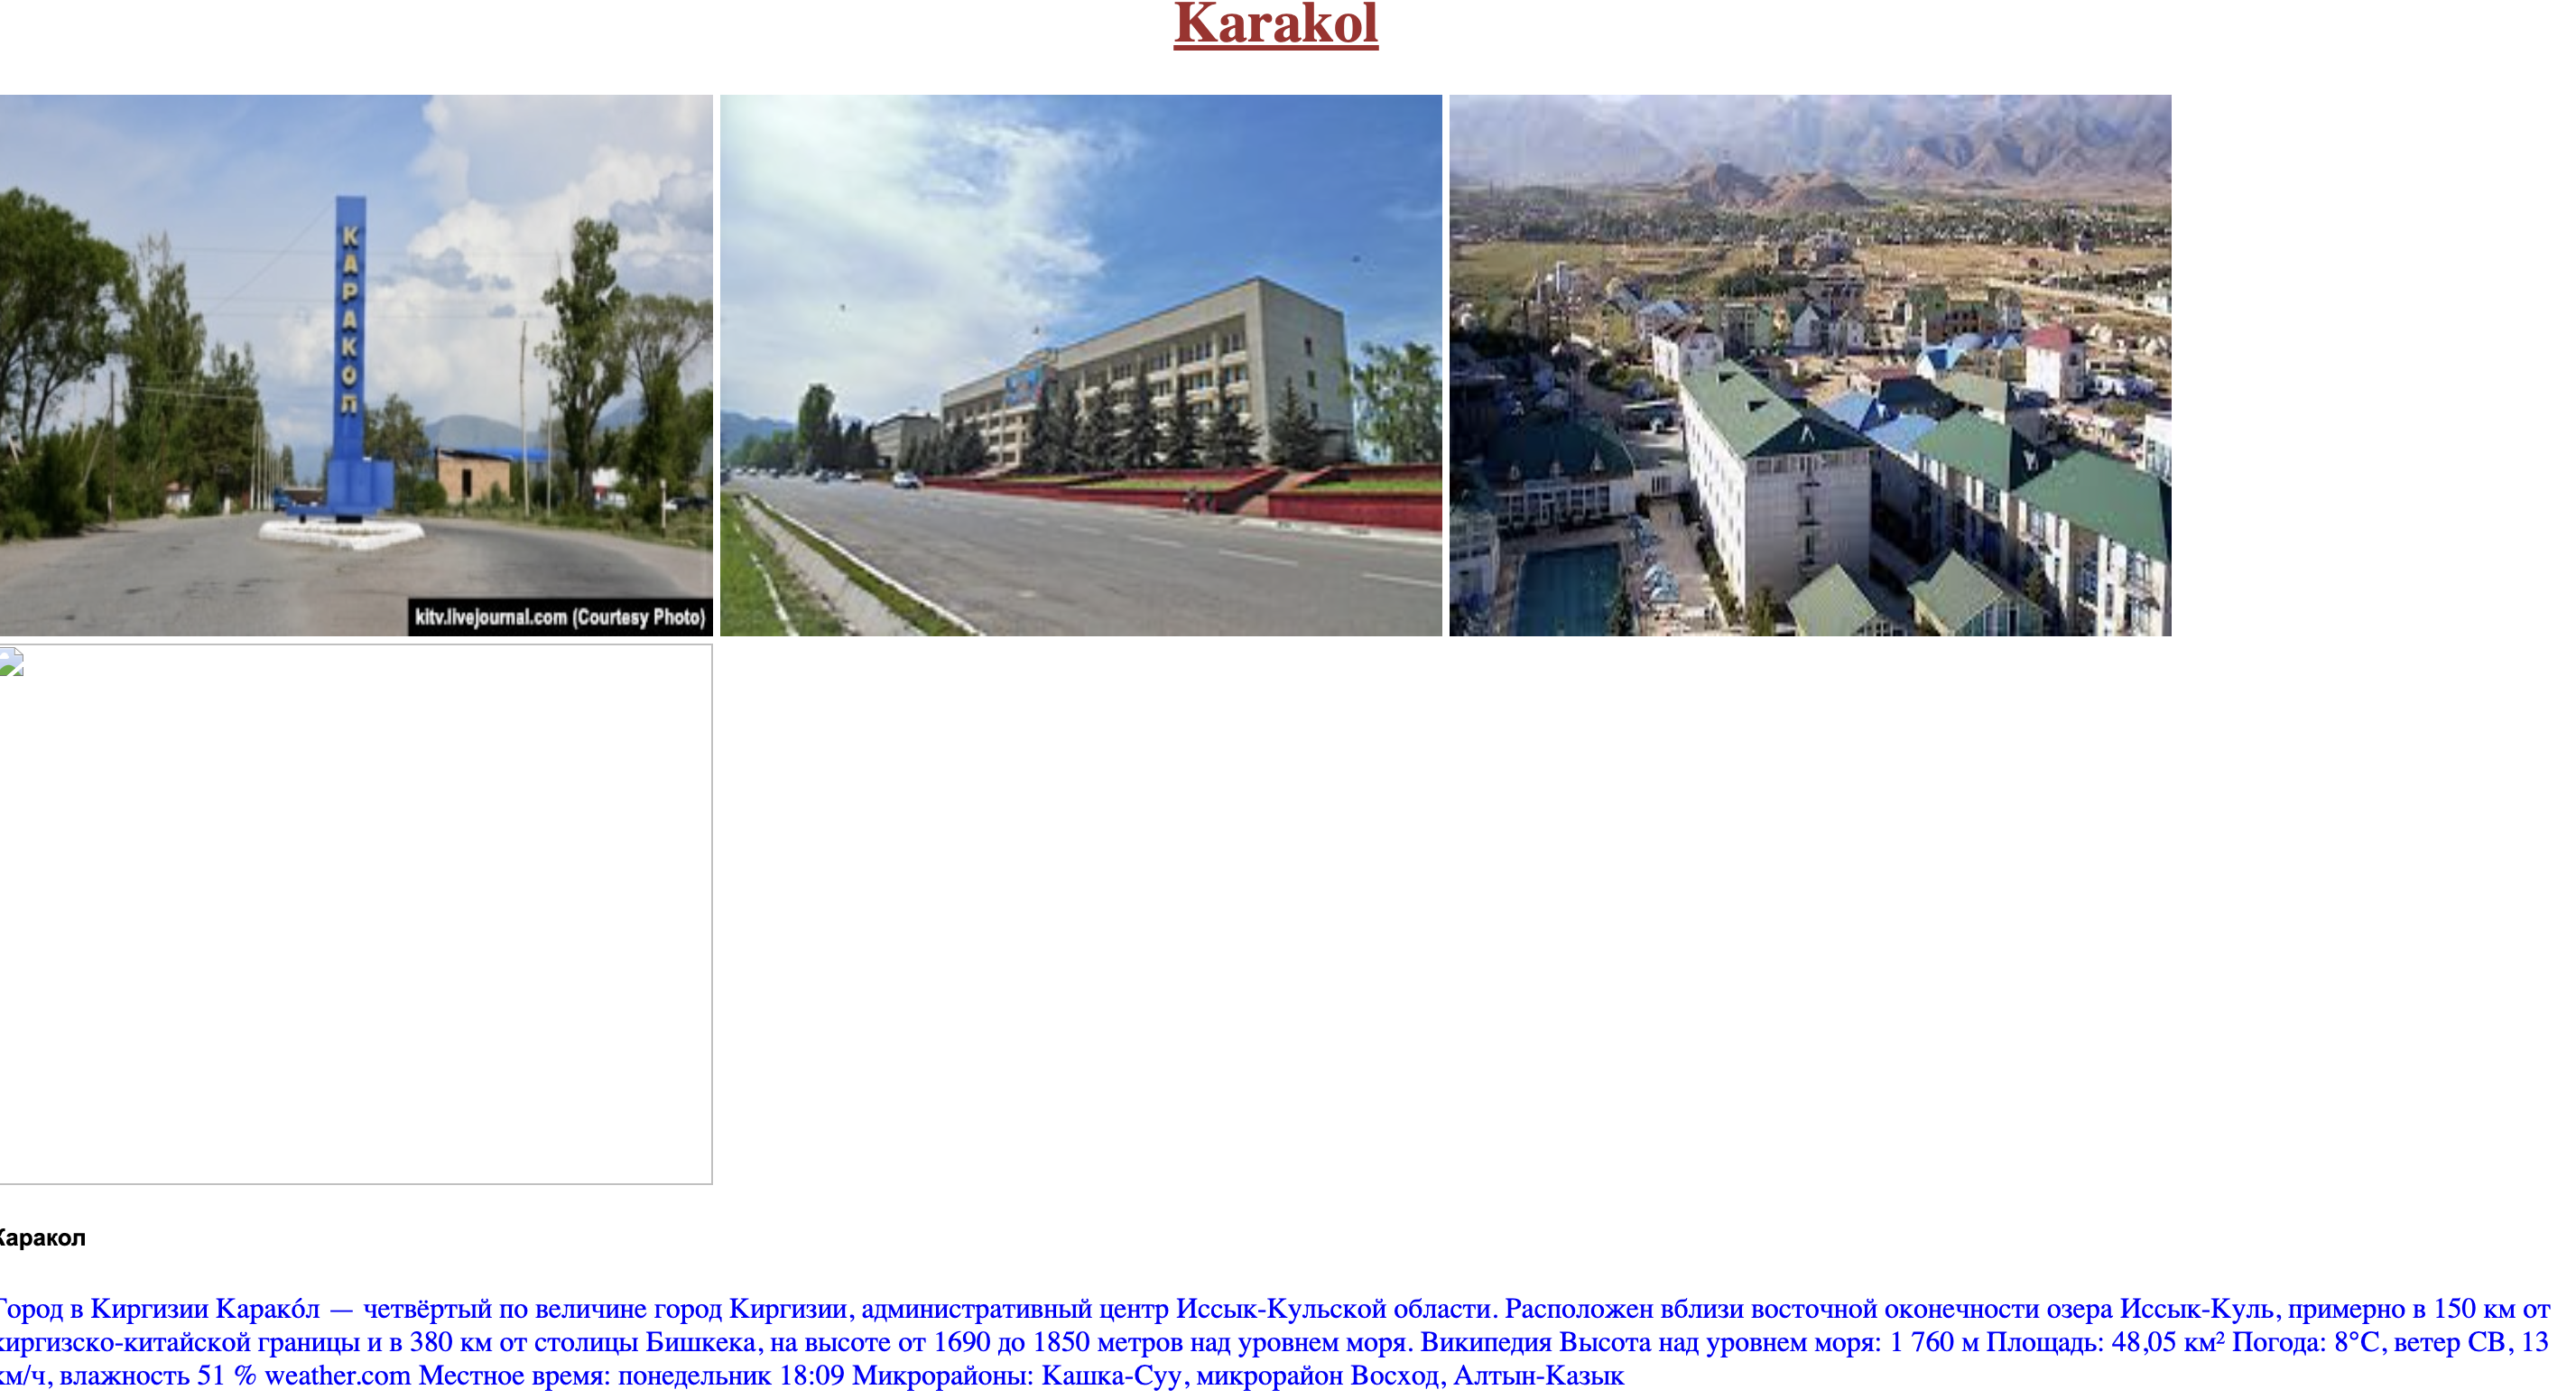 Karakol
КАРАКОЛ
kitv.livejournal.com (Courtesy Photo)
Каракол
Город в Киргизии Карако́л — четвёртый по величине город Киргизии, административный центр Иссык-Кульской области. Расположен вблизи восточной оконечности озера Иссык-Куль, примерно в 150 км от
киргизско-китайской границы и в 380 км от столицы Бишкека, на высоте от 1690 до 1850 метров над уровнем моря. Википедия Высота над уровнем моря: 1 760 м Площадь: 48,05 км² Погода: 8°C, ветер СВ, 13
км/ч, влажность 51 % weather.com Местное время: понедельник 18:09 Микрорайоны: Кашка-Суу, микрорайон Восход, Алтын-Казык